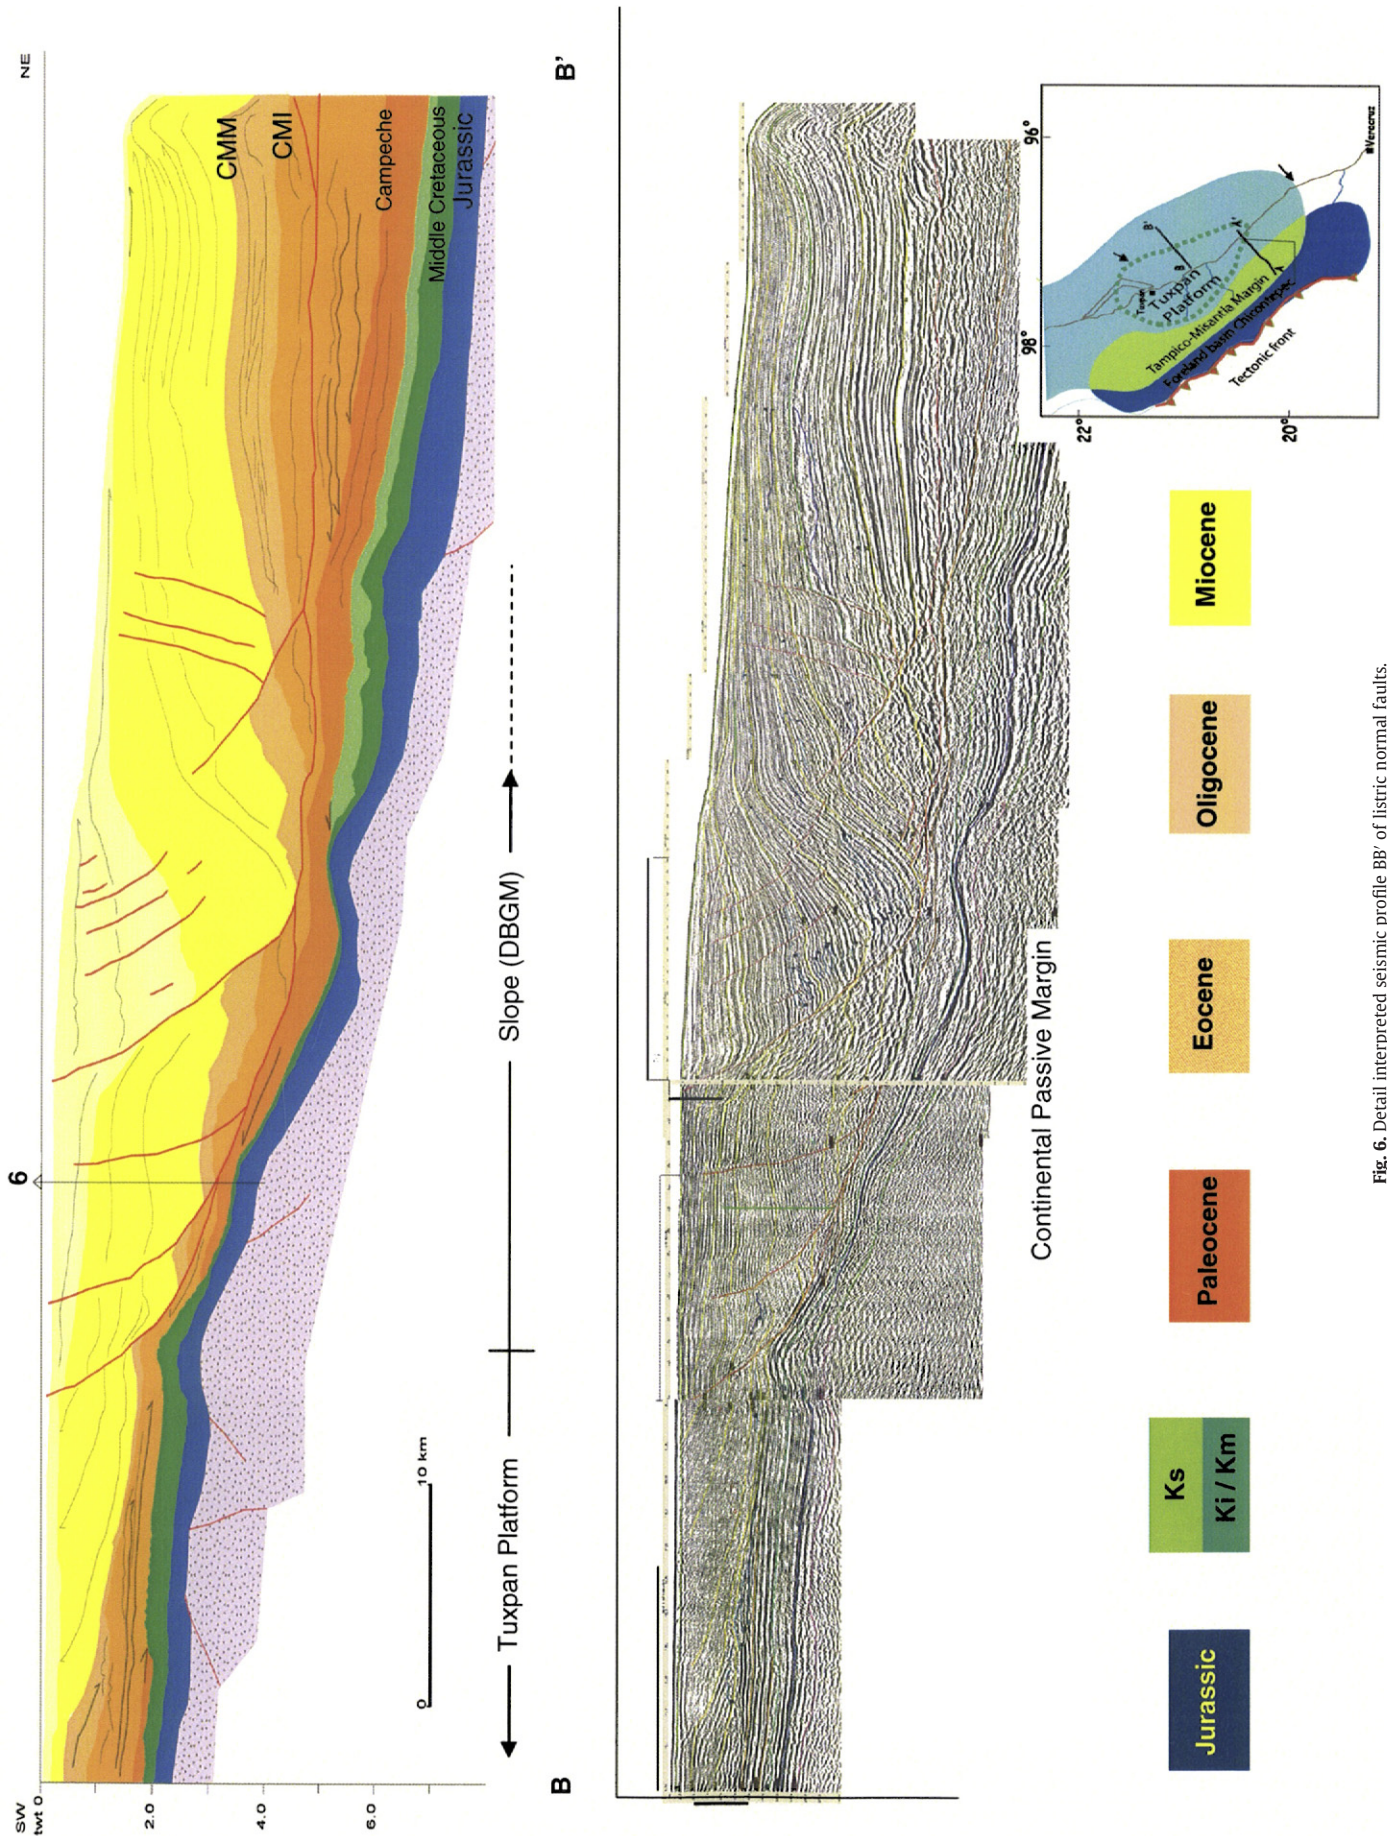 SW
NE
twt 0
2.0
4.0
6.0
6
CMM
CMI
Campeche
Middle Cretaceous
Jurassic
0
10 km
Tuxpan Platform
Slope (DBGM)
B
B'
Continental Passive Margin
98°
96°
22°
20°
Tuxpan
Tuxpan
Platform
B
B'
A
A'
Tampico-Misantla Margin
Foreland basin Chicontepec
Tectonic front
Veracruz
Jurassic
Ks
Ki / Km
Paleocene
Eocene
Oligocene
Miocene
Fig. 6. Detail interpreted seismic profile BB′ of listric normal faults.